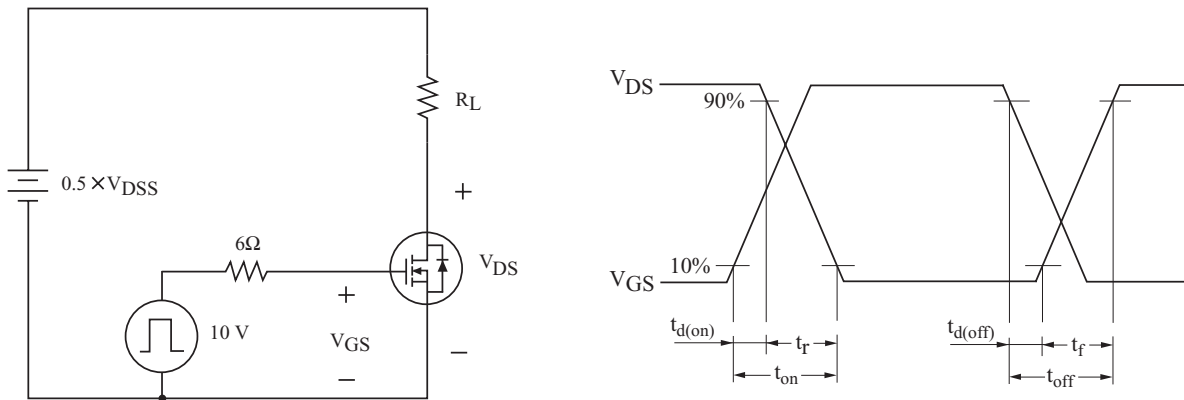 R_L
0.5 × V_DSS
+
6Ω
V_DS
+
10 V
V_GS
−
−
V_DS
90%
V_GS
10%
t_d(on)
t_r
t_on
t_d(off)
t_f
t_off